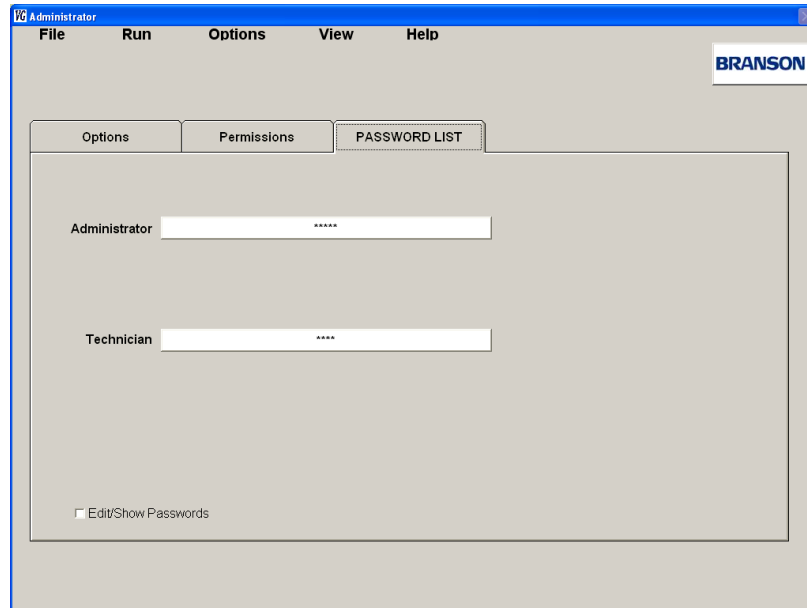 VG Administrator
File Run Options View Help
BRANSON
Options Permissions PASSWORD LIST
Administrator *****
Technician ****
Edit/Show Passwords